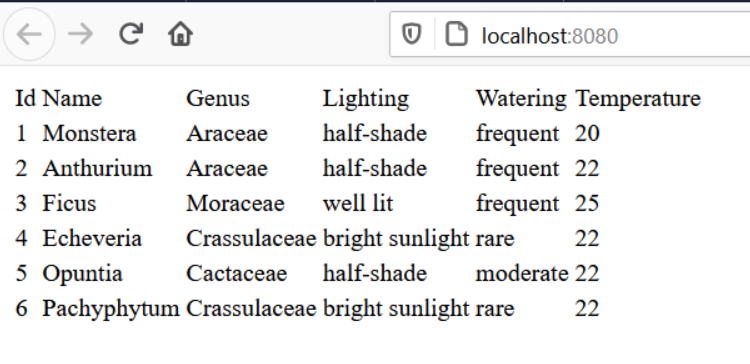 localhost:8080
Id Name Genus Lighting Watering Temperature
1 Monstera Araceae half-shade frequent 20
2 Anthurium Araceae half-shade frequent 22
3 Ficus Moraceae well lit frequent 25
4 Echeveria Crassulaceae bright sunlight rare 22
5 Opuntia Cactaceae half-shade moderate 22
6 Pachyphytum Crassulaceae bright sunlight rare 22